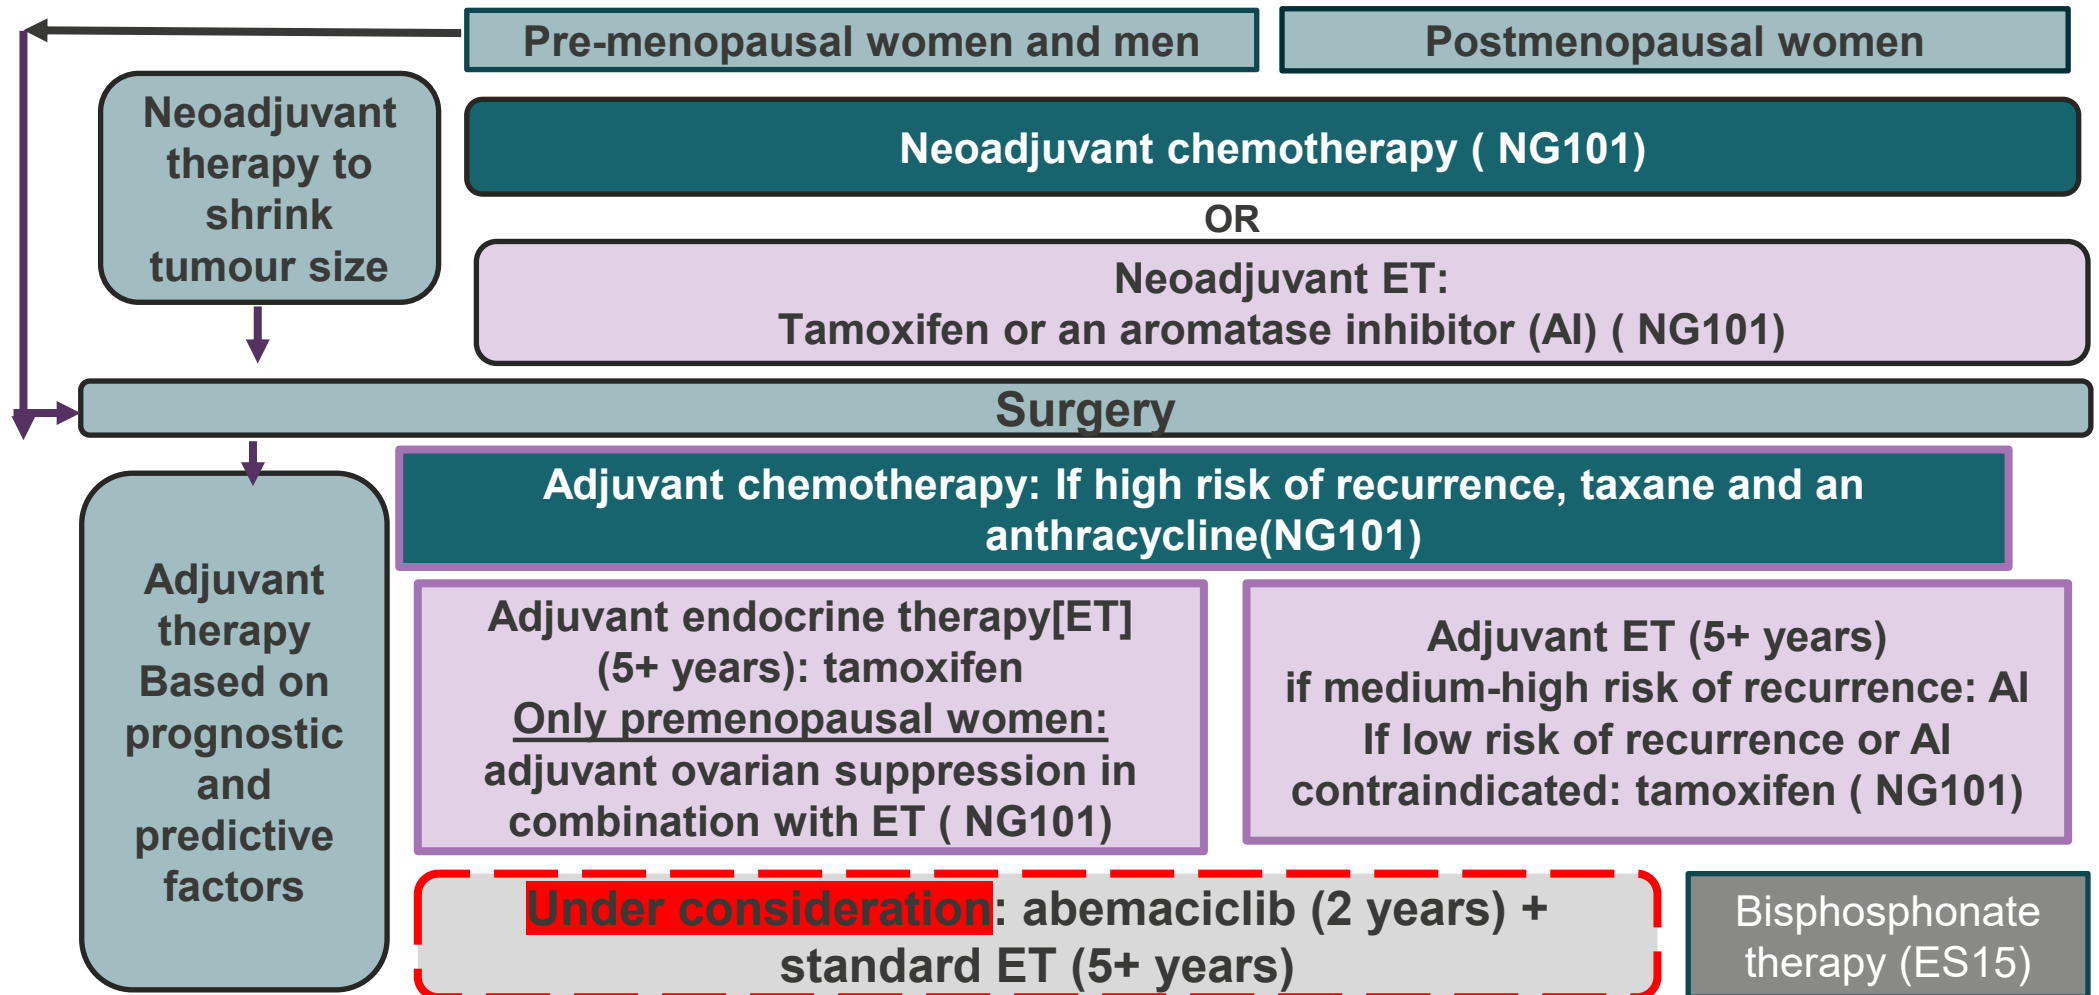 Pre-menopausal women and men
Postmenopausal women
Neoadjuvant
therapy to
shrink
tumour size
Neoadjuvant chemotherapy ( NG101)
OR
Neoadjuvant ET:
Tamoxifen or an aromatase inhibitor (AI) ( NG101)
Surgery
Adjuvant
therapy
Based on
prognostic
and
predictive
factors
Adjuvant chemotherapy: If high risk of recurrence, taxane and an
anthracycline(NG101)
Adjuvant endocrine therapy[ET]
(5+ years): tamoxifen
Only premenopausal women:
adjuvant ovarian suppression in
combination with ET ( NG101)
Adjuvant ET (5+ years)
if medium-high risk of recurrence: AI
If low risk of recurrence or AI
contraindicated: tamoxifen ( NG101)
Under consideration: abemaciclib (2 years) +
standard ET (5+ years)
Bisphosphonate
therapy (ES15)